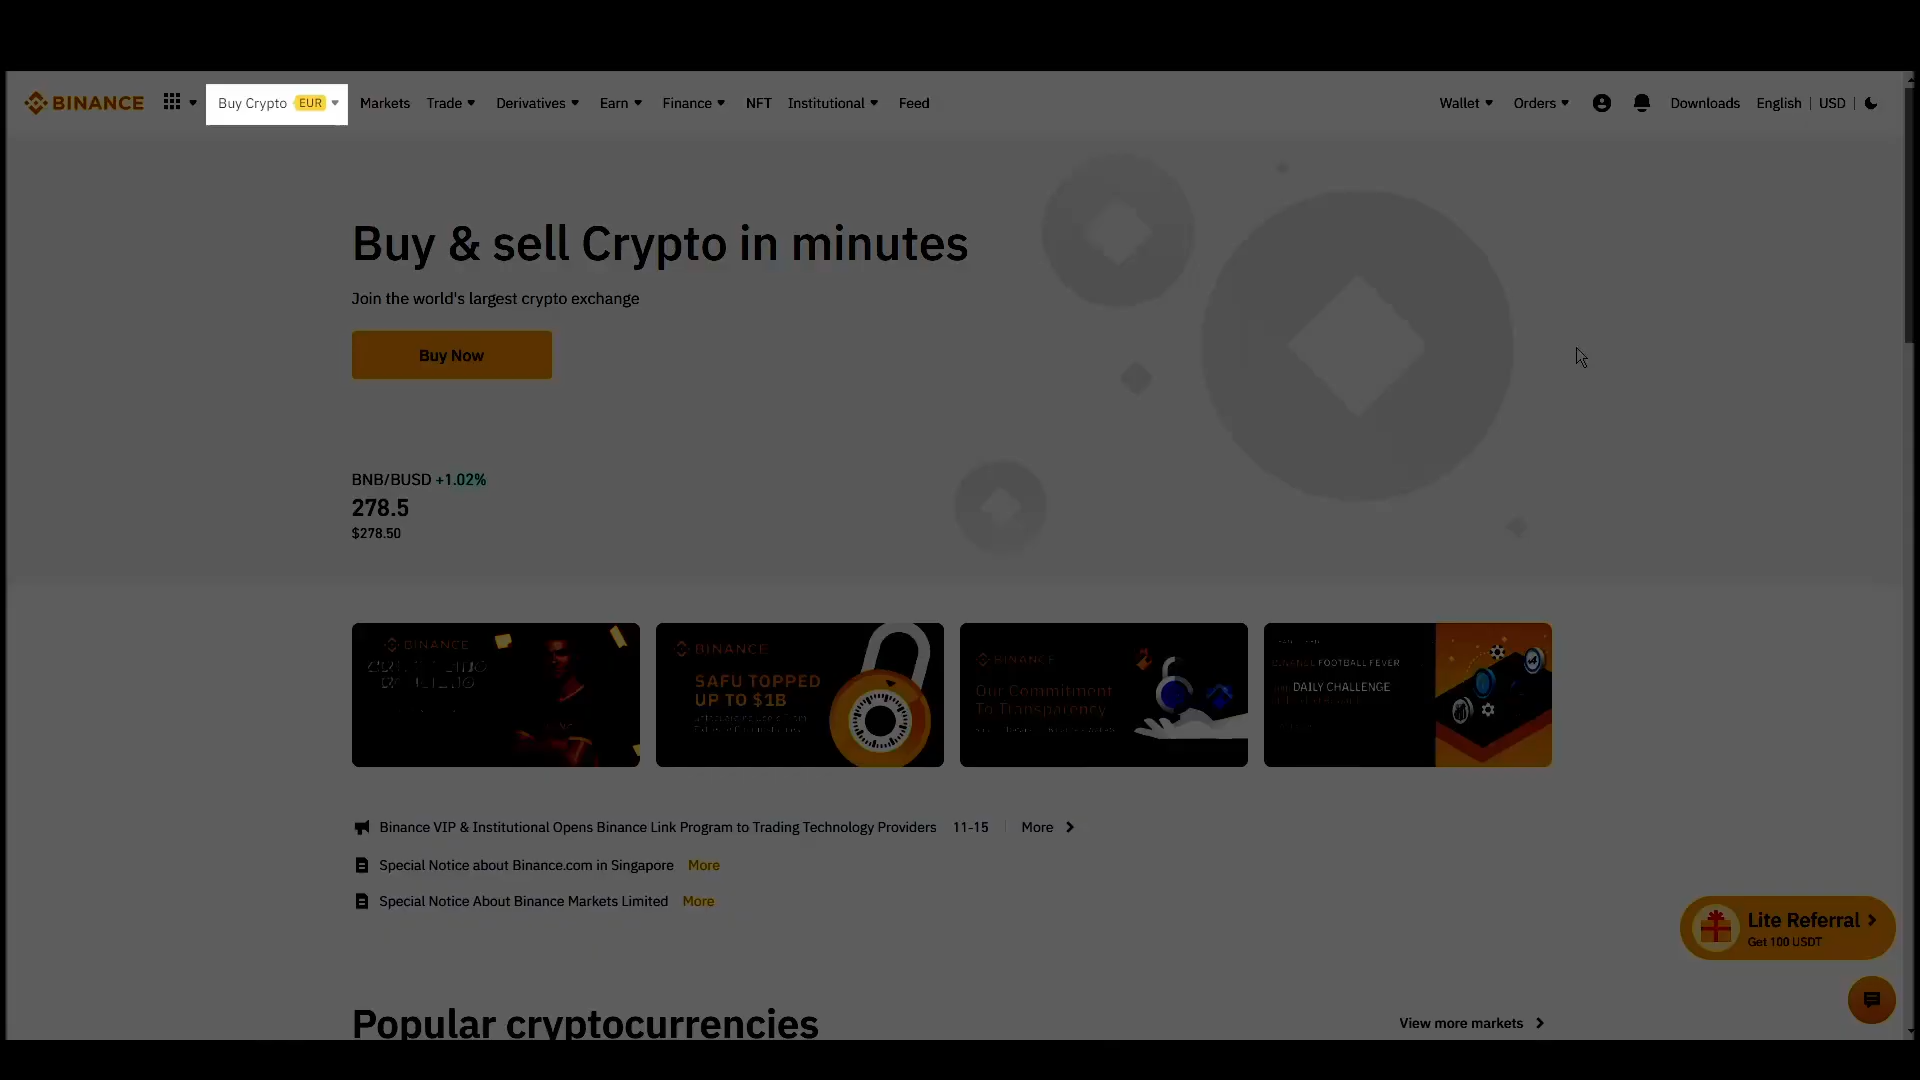 BINANCE
Buy Crypto EUR
Markets
Trade
Derivatives
Earn
Finance
NFT
Institutional
Feed
Wallet
Orders
Downloads
English
USD
Buy & sell Crypto in minutes
Join the world's largest crypto exchange
Buy Now
BNB/BUSD +1.02%
278.5
$278.50
BINANCE
BINANCE
SAFU TOPPED
UP TO $1B
BINANCE
Our Commitment
To Transparency
FOOTBALL FEVER
DAILY CHALLENGE
Binance VIP & Institutional Opens Binance Link Program to Trading Technology Providers 11-15 More
Special Notice about Binance.com in Singapore More
Special Notice About Binance Markets Limited More
Lite Referral
Get 100 USDT
Popular cryptocurrencies
View more markets